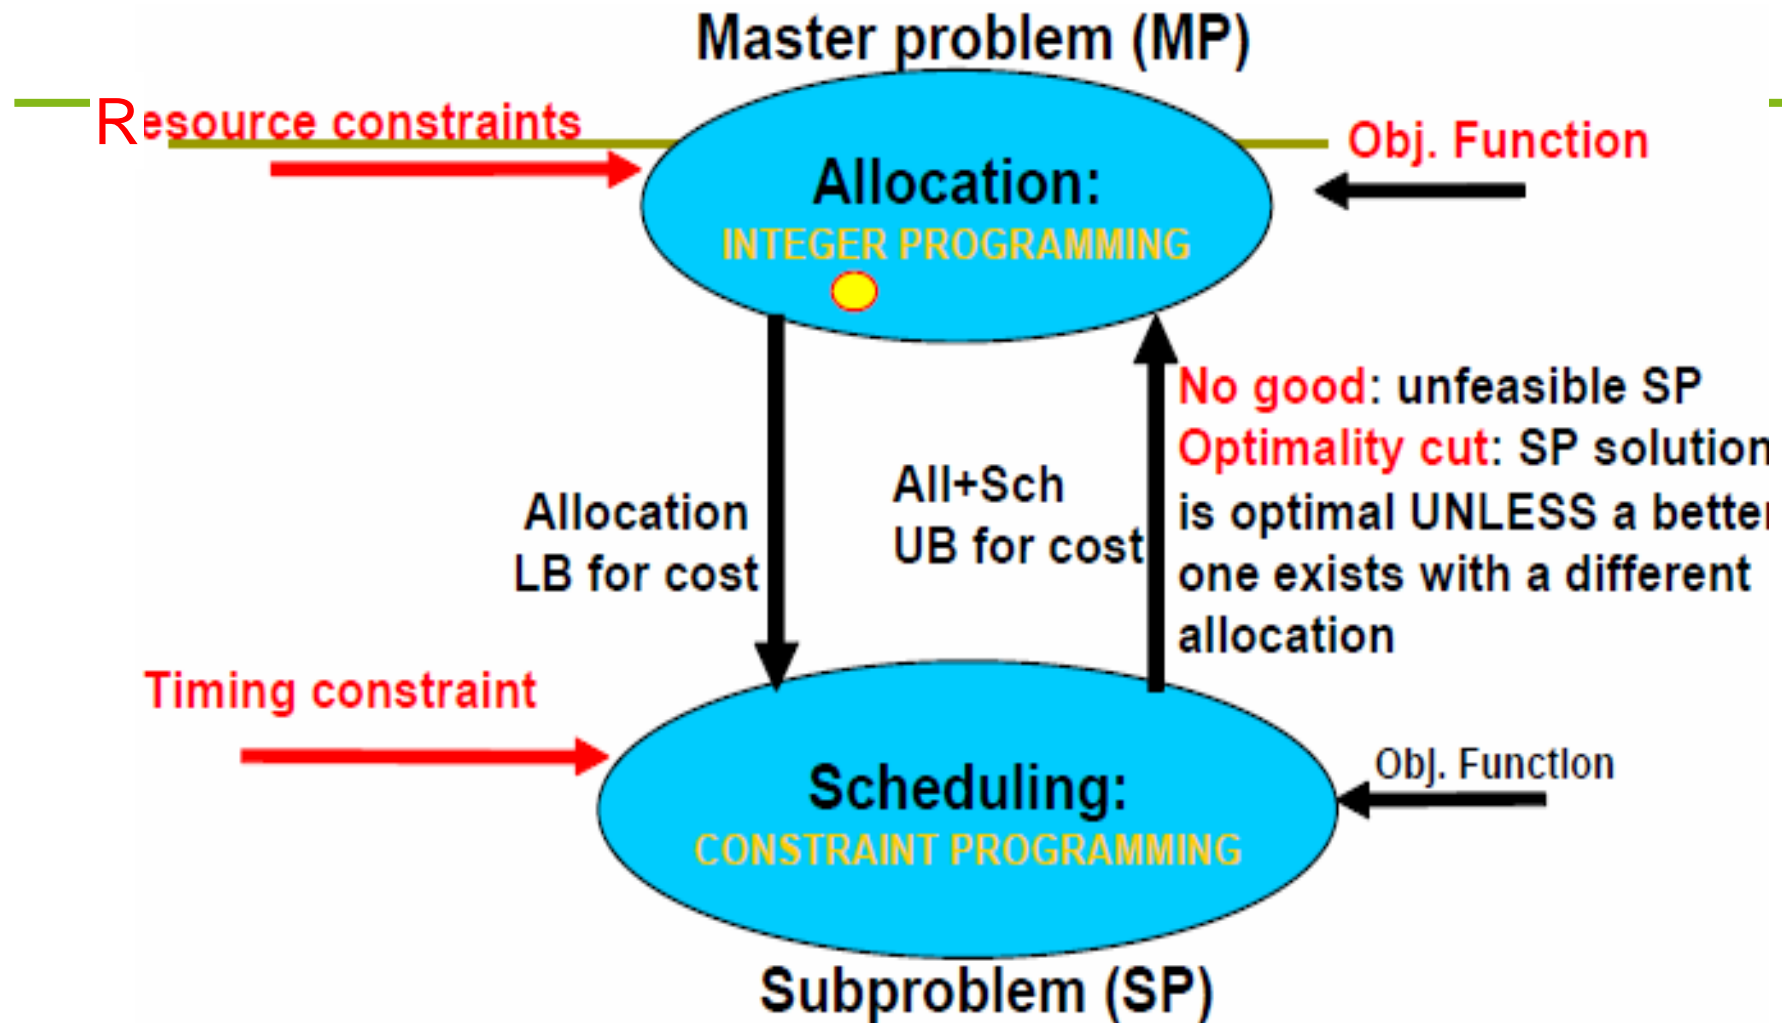 Master problem (MP)
Resource constraints
Obj. Function
Allocation:
INTEGER PROGRAMMING
No good: unfeasible SP
Optimality cut: SP solution
is optimal UNLESS a better
one exists with a different
allocation
All+Sch
UB for cost
Allocation
LB for cost
Timing constraint
Obj. Function
Scheduling:
CONSTRAINT PROGRAMMING
Subproblem (SP)